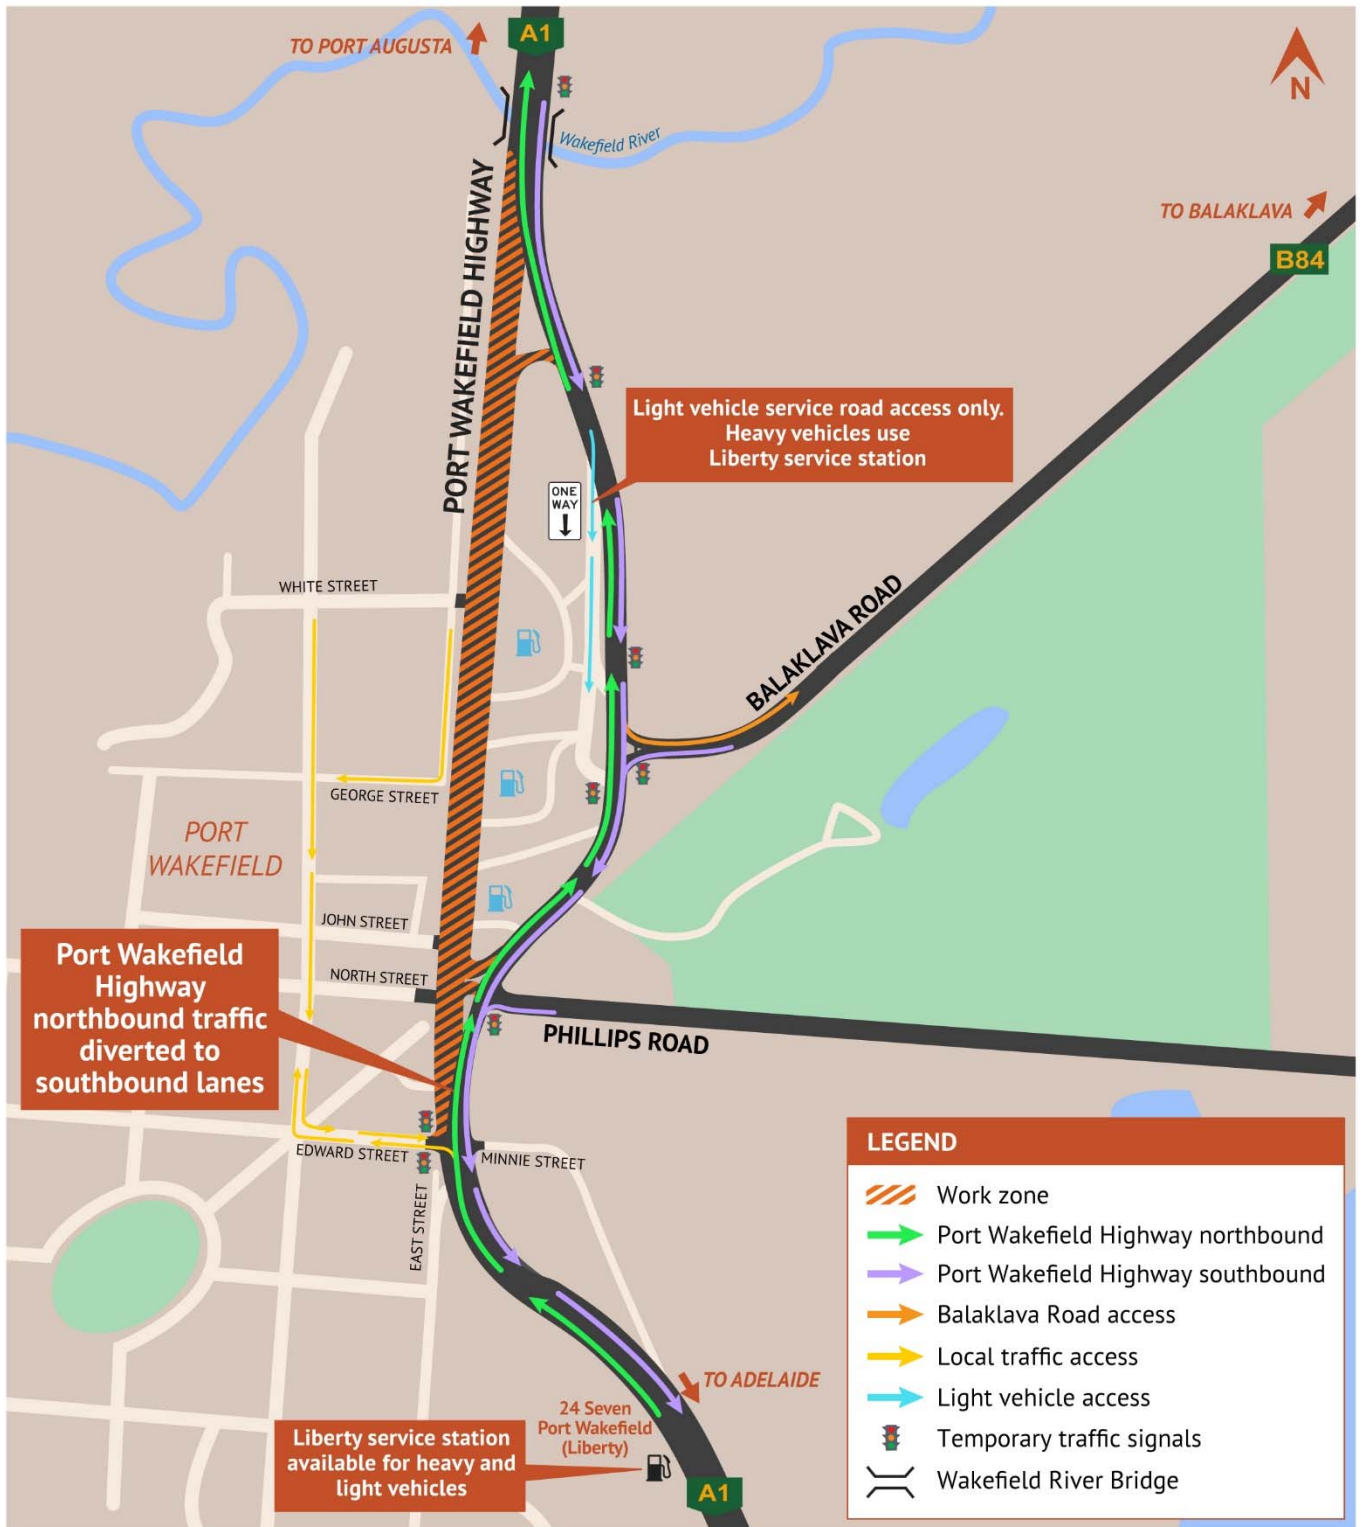 A1
TO PORT AUGUSTA
N
Wakefield River
PORT WAKEFIELD HIGHWAY
TO BALAKLAVA
B84
Light vehicle service road access only.
Heavy vehicles use
Liberty service station
ONE
WAY
WHITE STREET
BALAKLAVA ROAD
GEORGE STREET
PORT
WAKEFIELD
JOHN STREET
NORTH STREET
Port Wakefield
Highway
northbound traffic
diverted to
southbound lanes
PHILLIPS ROAD
EDWARD STREET
MINNIE STREET
EAST STREET
TO ADELAIDE
24 Seven
Port Wakefield
(Liberty)
Liberty service station
available for heavy and
light vehicles
A1
LEGEND
Work zone
Port Wakefield Highway northbound
Port Wakefield Highway southbound
Balaklava Road access
Local traffic access
Light vehicle access
Temporary traffic signals
Wakefield River Bridge